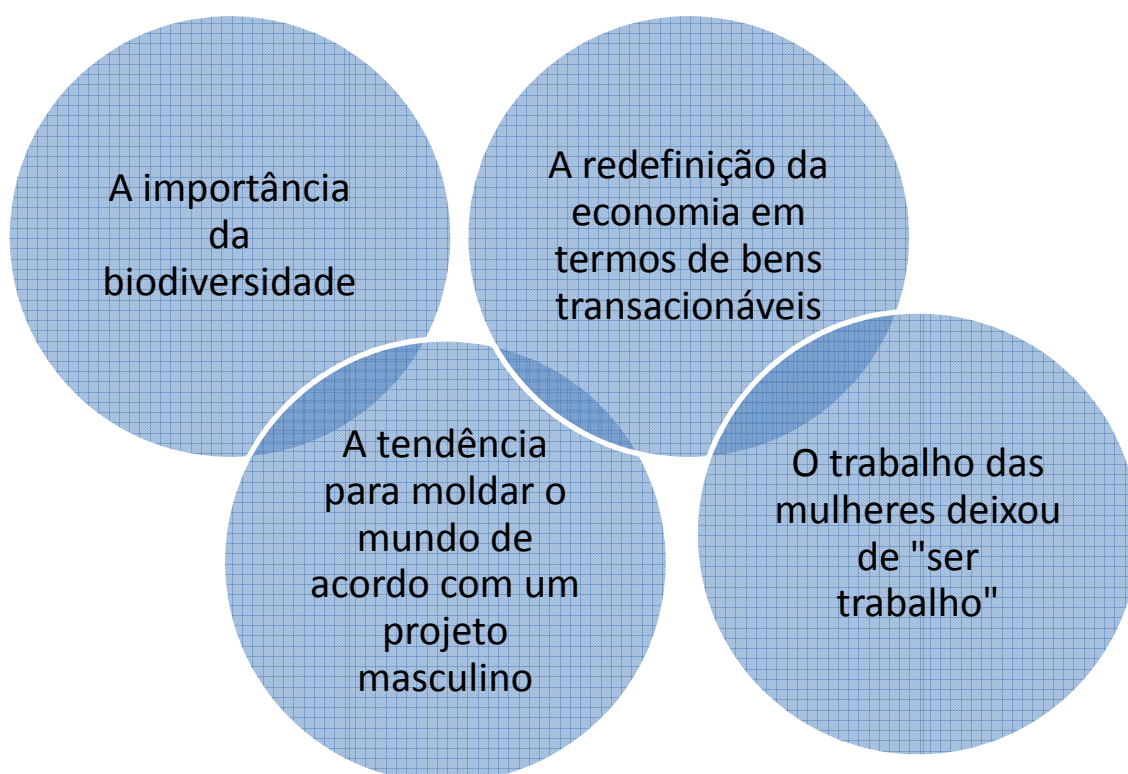 A importância
da
biodiversidade
A redefinição da
economia em
termos de bens
transacionáveis
A tendência
para moldar o
mundo de
acordo com um
projeto
masculino
O trabalho das
mulheres deixou
de "ser
trabalho"